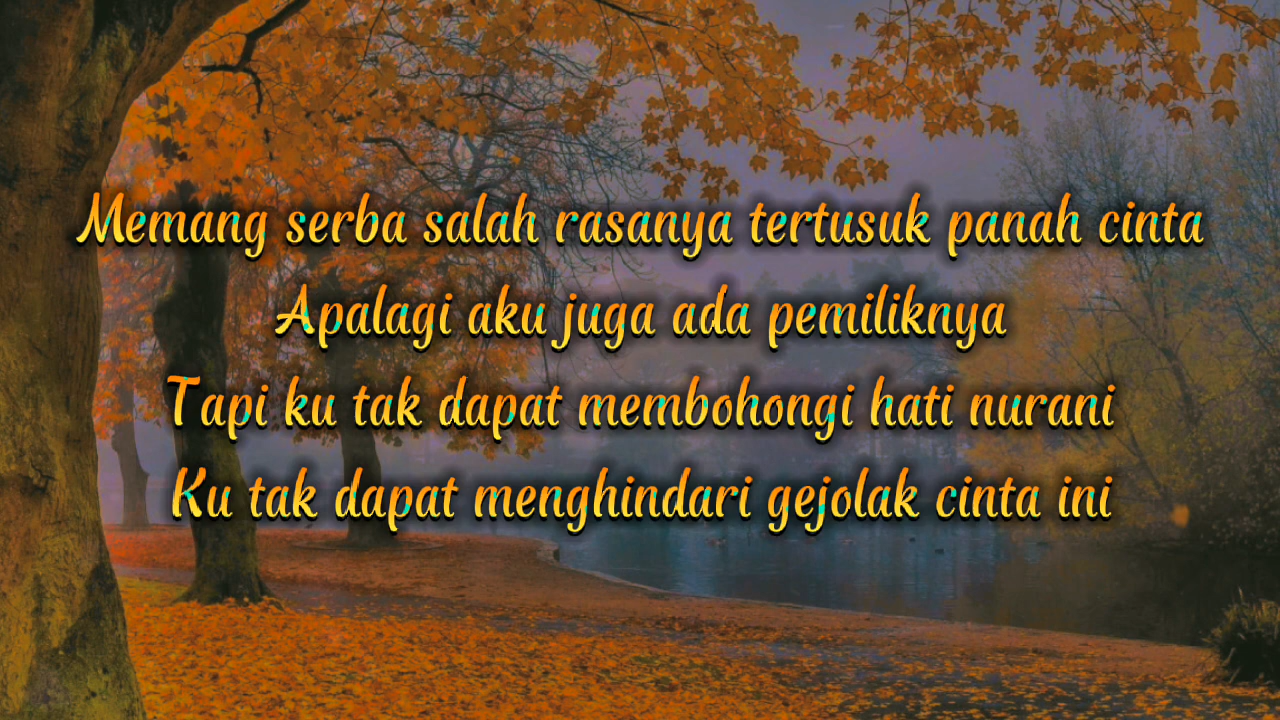 Memang serba salah rasanya tertusuk panah cinta
Apalagi aku juga ada pemiliknya
Tapi ku tak dapat membohongi hati nurani
Ku tak dapat menghindari gejolak cinta ini